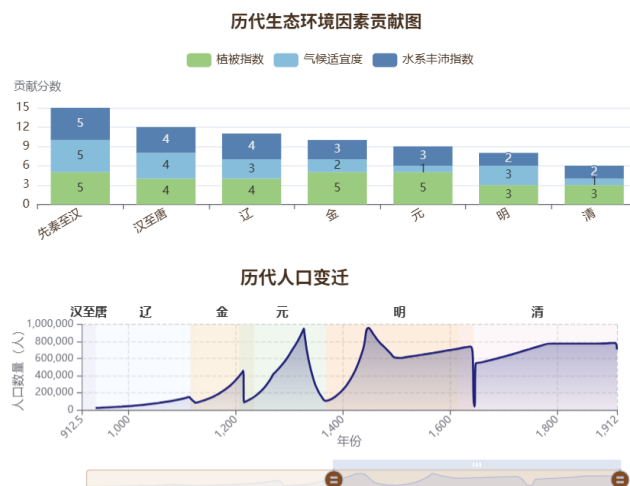 历代生态环境因素贡献图
植被指数 气候适宜度 水系丰沛指数
贡献分数
15
12
9
6
3
0
5 4 4 3 3 2 2
5 4 3 2 1 3 1
5 4 4 5 5 3 3
先秦至汉 汉至唐 辽 金 元 明 清
历代人口变迁
汉至唐 辽 金 元 明 清
人口数量（人）
1,000,000
800,000
600,000
400,000
200,000
0
912.5 1,000 1,200 1,400 1,600 1,800 1,912
年份